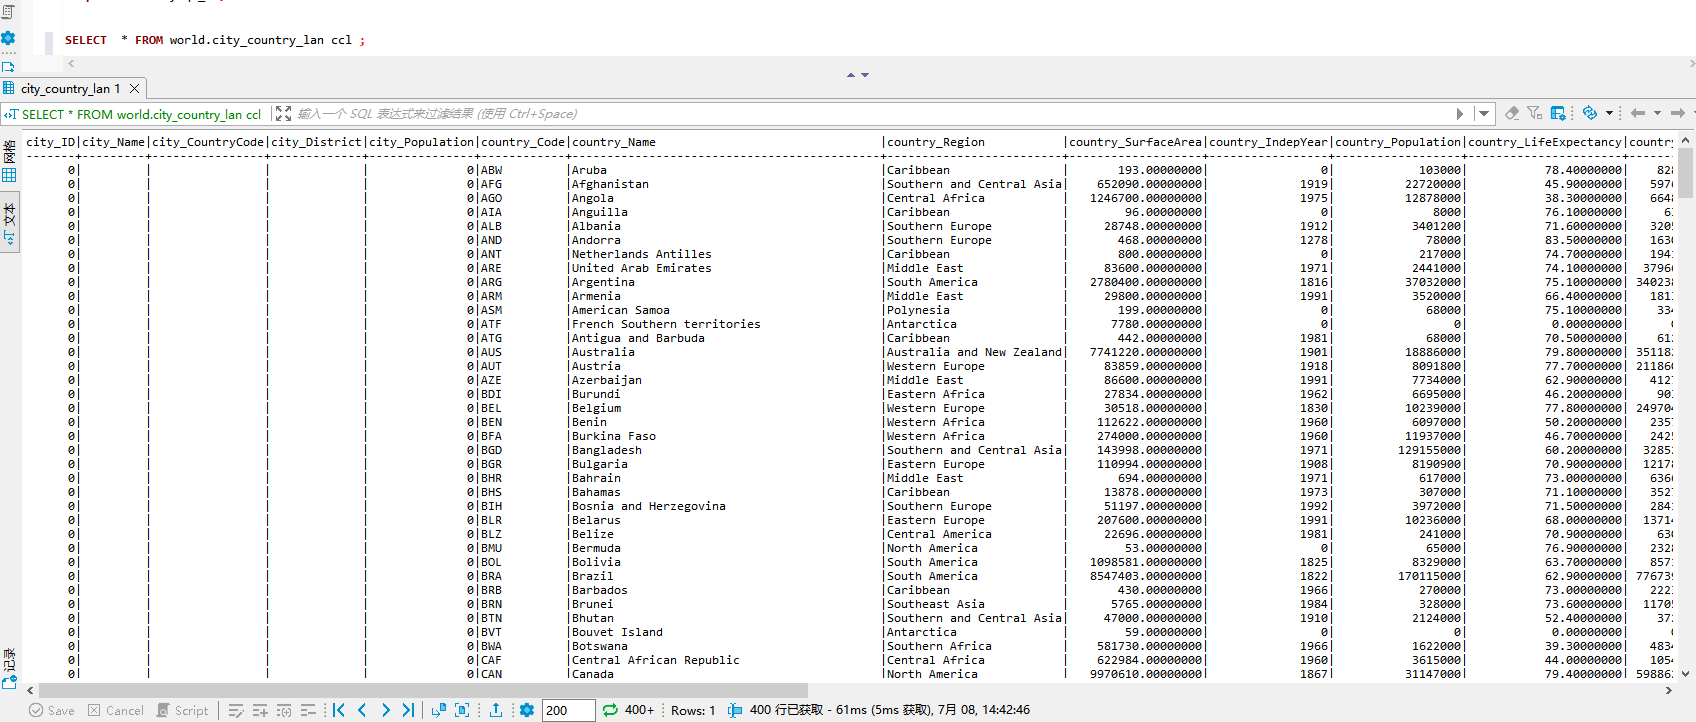 SELECT * FROM world.city_country_lan ccl ;
city_country_lan 1
SELECT * FROM world.city_country_lan ccl 输入一个 SQL 表达式来过滤结果 (使用 Ctrl+Space)
网格
文本
记录
city_ID|city_Name|city_CountryCode|city_District|city_Population|country_Code|country_Name |country_Region |country_SurfaceArea|country_IndepYear|country_Population|country_LifeExpectancy|country
0| | | | 0|ABW |Aruba |Caribbean | 193.00000000| 0| 103000| 78.40000000| 828
0| | | | 0|AFG |Afghanistan |Southern and Central Asia| 652090.00000000| 1919| 22720000| 45.90000000| 597
0| | | | 0|AGO |Angola |Central Africa | 1246700.00000000| 1975| 12878000| 38.30000000| 664
0| | | | 0|AIA |Anguilla |Caribbean | 96.00000000| 0| 8000| 76.10000000| 6
0| | | | 0|ALB |Albania |Southern Europe | 28748.00000000| 1912| 3401200| 71.60000000| 320
0| | | | 0|AND |Andorra |Southern Europe | 468.00000000| 1278| 78000| 83.50000000| 163
0| | | | 0|ANT |Netherlands Antilles |Caribbean | 800.00000000| 0| 217000| 74.70000000| 194
0| | | | 0|ARE |United Arab Emirates |Middle East | 83600.00000000| 1971| 2441000| 74.10000000| 3796
0| | | | 0|ARG |Argentina |South America | 2780400.00000000| 1816| 37032000| 75.10000000| 34023
0| | | | 0|ARM |Armenia |Middle East | 29800.00000000| 1991| 3520000| 66.40000000| 181
0| | | | 0|ASM |American Samoa |Polynesia | 199.00000000| 0| 68000| 75.10000000| 33
0| | | | 0|ATF |French Southern territories |Antarctica | 7780.00000000| 0| 0| 0.00000000|
0| | | | 0|ATG |Antigua and Barbuda |Caribbean | 442.00000000| 1981| 68000| 70.50000000| 61
0| | | | 0|AUS |Australia |Australia and New Zealand| 7741220.00000000| 1901| 18886000| 79.80000000| 35118
0| | | | 0|AUT |Austria |Western Europe | 83859.00000000| 1918| 8091800| 77.70000000| 21186
0| | | | 0|AZE |Azerbaijan |Middle East | 86600.00000000| 1991| 7734000| 62.90000000| 412
0| | | | 0|BDI |Burundi |Eastern Africa | 27834.00000000| 1962| 6695000| 46.20000000| 90
0| | | | 0|BEL |Belgium |Western Europe | 30518.00000000| 1830| 10239000| 77.80000000| 24970
0| | | | 0|BEN |Benin |Western Africa | 112622.00000000| 1960| 6097000| 50.20000000| 235
0| | | | 0|BFA |Burkina Faso |Western Africa | 274000.00000000| 1960| 11937000| 46.70000000| 242
0| | | | 0|BGD |Bangladesh |Southern and Central Asia| 143998.00000000| 1971| 129155000| 60.20000000| 3285
0| | | | 0|BGR |Bulgaria |Eastern Europe | 110994.00000000| 1908| 8190900| 70.90000000| 12178
0| | | | 0|BHR |Bahrain |Middle East | 694.00000000| 1971| 617000| 73.00000000| 636
0| | | | 0|BHS |Bahamas |Caribbean | 13878.00000000| 1973| 307000| 71.10000000| 352
0| | | | 0|BIH |Bosnia and Herzegovina |Southern Europe | 51197.00000000| 1992| 3972000| 71.50000000| 284
0| | | | 0|BLR |Belarus |Eastern Europe | 207600.00000000| 1991| 10236000| 68.00000000| 13714
0| | | | 0|BLZ |Belize |Central America | 22696.00000000| 1981| 241000| 70.90000000| 63
0| | | | 0|BMU |Bermuda |North America | 53.00000000| 0| 65000| 76.90000000| 232
0| | | | 0|BOL |Bolivia |South America | 1098581.00000000| 1825| 8329000| 63.70000000| 857
0| | | | 0|BRA |Brazil |South America | 8547403.00000000| 1822| 170115000| 62.90000000| 77673
0| | | | 0|BRB |Barbados |Caribbean | 430.00000000| 1966| 270000| 73.00000000| 222
0| | | | 0|BRN |Brunei |Southeast Asia | 5765.00000000| 1984| 328000| 73.60000000| 1170
0| | | | 0|BTN |Bhutan |Southern and Central Asia| 47000.00000000| 1910| 2124000| 52.40000000| 37
0| | | | 0|BVT |Bouvet Island |Antarctica | 59.00000000| 0| 0| 0.00000000|
0| | | | 0|BWA |Botswana |Southern Africa | 581730.00000000| 1966| 1622000| 39.30000000| 483
0| | | | 0|CAF |Central African Republic |Central Africa | 622984.00000000| 1960| 3615000| 44.00000000| 105
0| | | | 0|CAN |Canada |North America | 9970610.00000000| 1867| 31147000| 79.40000000| 59886
Save Cancel Script 200 400+ Rows: 1 400 行已获取 - 61ms (5ms 获取), 7月 08, 14:42:46